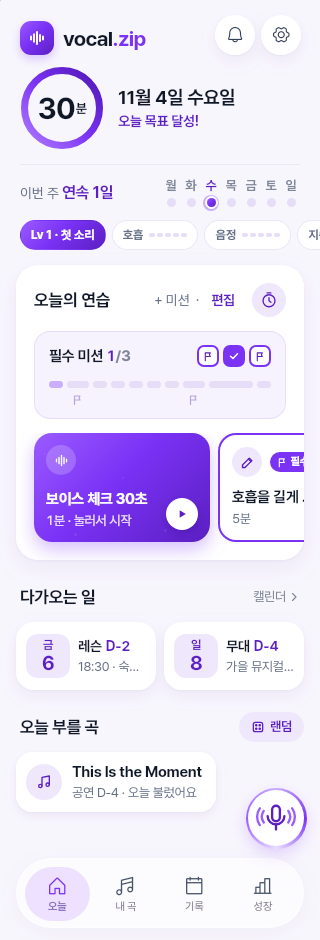 vocal.zip
30분
11월 4일 수요일
오늘 목표 달성!
이번 주 연속 1일
월 화 수 목 금 토 일
Lv 1 · 첫 소리
호흡
음정
오늘의 연습
+ 미션 · 편집
필수 미션 1/3
보이스 체크 30초
1분 · 눌러서 시작
호흡을 길게 ..
5분
다가오는 일
캘린더
금
6
레슨 D-2
18:30 · 숙...
일
8
무대 D-4
가을 뮤지컬...
오늘 부를 곡
랜덤
This Is the Moment
공연 D-4 · 오늘 불렀어요
오늘
내 곡
기록
성장